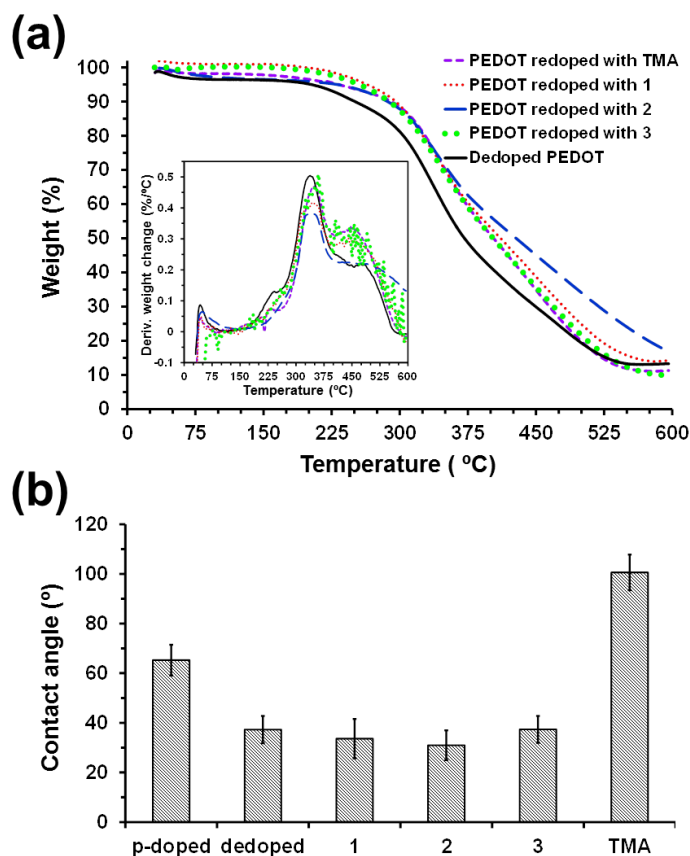 (a)
100
90
80
70
60
50
40
30
20
10
0
Weight (%)
PEDOT redoped with TMA
PEDOT redoped with 1
PEDOT redoped with 2
PEDOT redoped with 3
Dedoped PEDOT
0.5
0.4
0.3
0.2
0.1
0
-0.1
Deriv. weight change (%/ºC)
0 75 150 225 300 375 450 525 600
Temperature (ºC)
0 75 150 225 300 375 450 525 600
Temperature ( ºC)
(b)
120
100
80
60
40
20
0
Contact angle (º)
p-doped dedoped 1 2 3 TMA